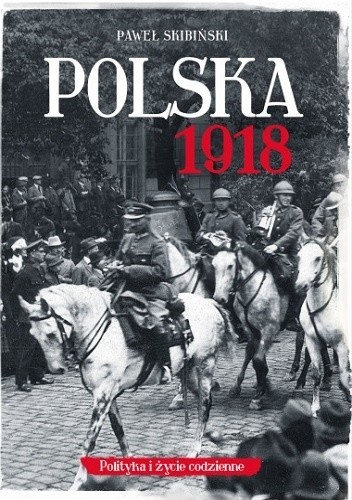 PAWEŁ SKIBIŃSKI
POLSKA
1918
Polityka i życie codzienne